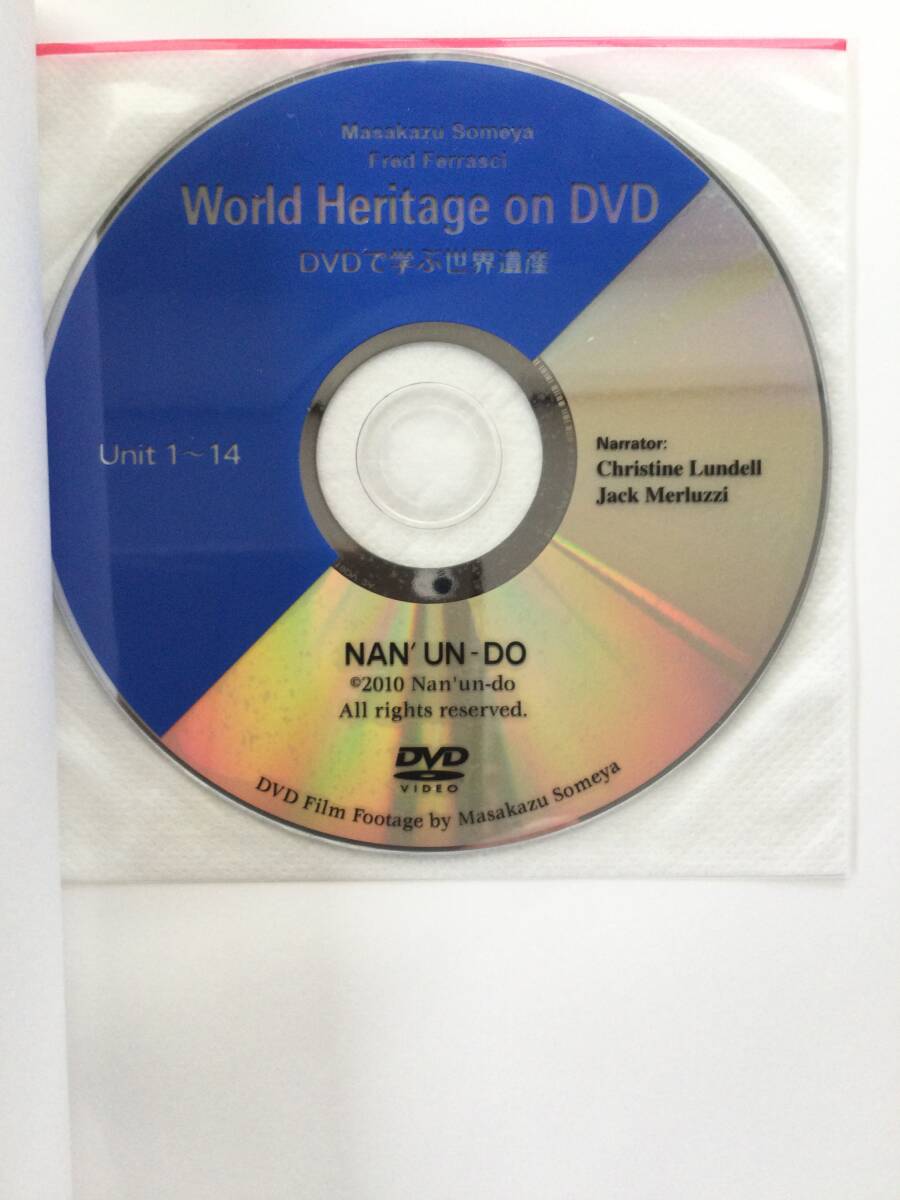 Masakazu Someya
Fred Ferrasci
World Heritage on DVD
DVDで学ぶ世界遺産
Unit 1～14
Narrator:
Christine Lundell
Jack Merluzzi
NAN' UN-DO
©2010 Nan'un-do
All rights reserved.
DVD
VIDEO
DVD Film Footage by Masakazu Someya